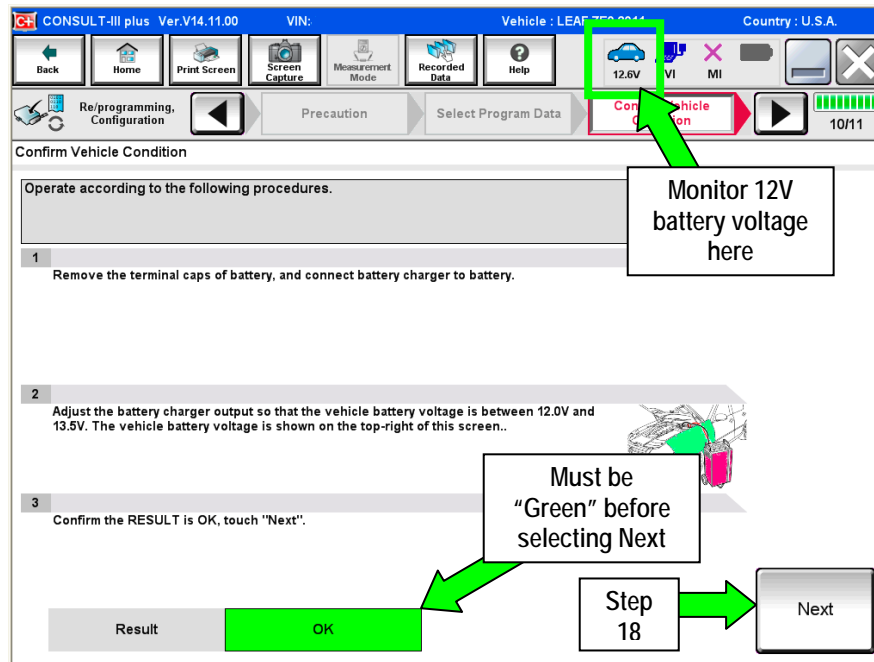 CONSULT-III plus Ver.V14.11.00 VIN: Vehicle : LEAF Country : U.S.A.
Back
Home
Print Screen
Screen Capture
Measurement Mode
Recorded Data
Help
12.6V
VI
MI
Re/programming, Configuration
Precaution
Select Program Data
10/11
Confirm Vehicle Condition
Operate according to the following procedures.
Monitor 12V
battery voltage
here
1
Remove the terminal caps of battery, and connect battery charger to battery.
2
Adjust the battery charger output so that the vehicle battery voltage is between 12.0V and
13.5V. The vehicle battery voltage is shown on the top-right of this screen..
Must be
“Green” before
selecting Next
3
Confirm the RESULT is OK, touch "Next".
Step
18
Next
Result
OK